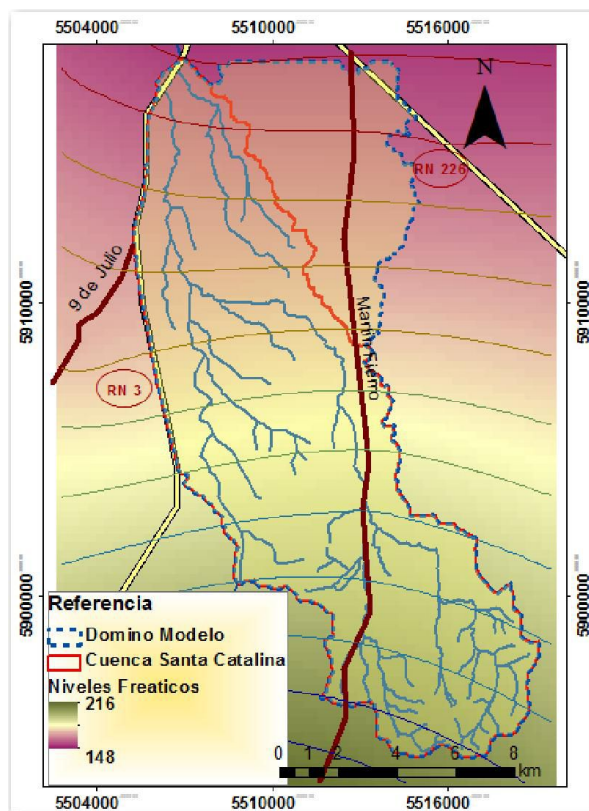 5504000 5510000 5516000
N
RN 226
9 de Julio
5910000 5910000
Martin Fierro
RN 3
5900000 5900000
Referencia
Domino Modelo
Cuenca Santa Catalina
Niveles Freaticos
216
148
0 1 2 4 6 8
km
5504000 5510000 5516000